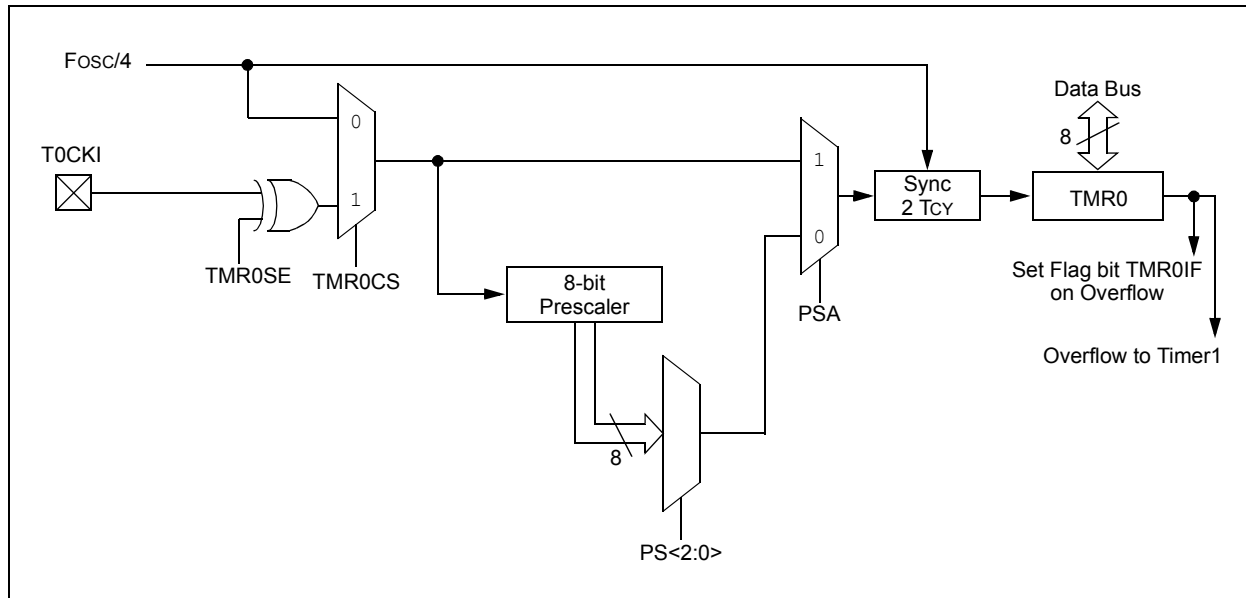 Fosc/4
Data Bus
8
T0CKI
0
1
1
0
Sync
2 Tcy
TMR0
TMR0SE
TMR0CS
8-bit
Prescaler
PSA
Set Flag bit TMR0IF
on Overflow
Overflow to Timer1
8
PS<2:0>